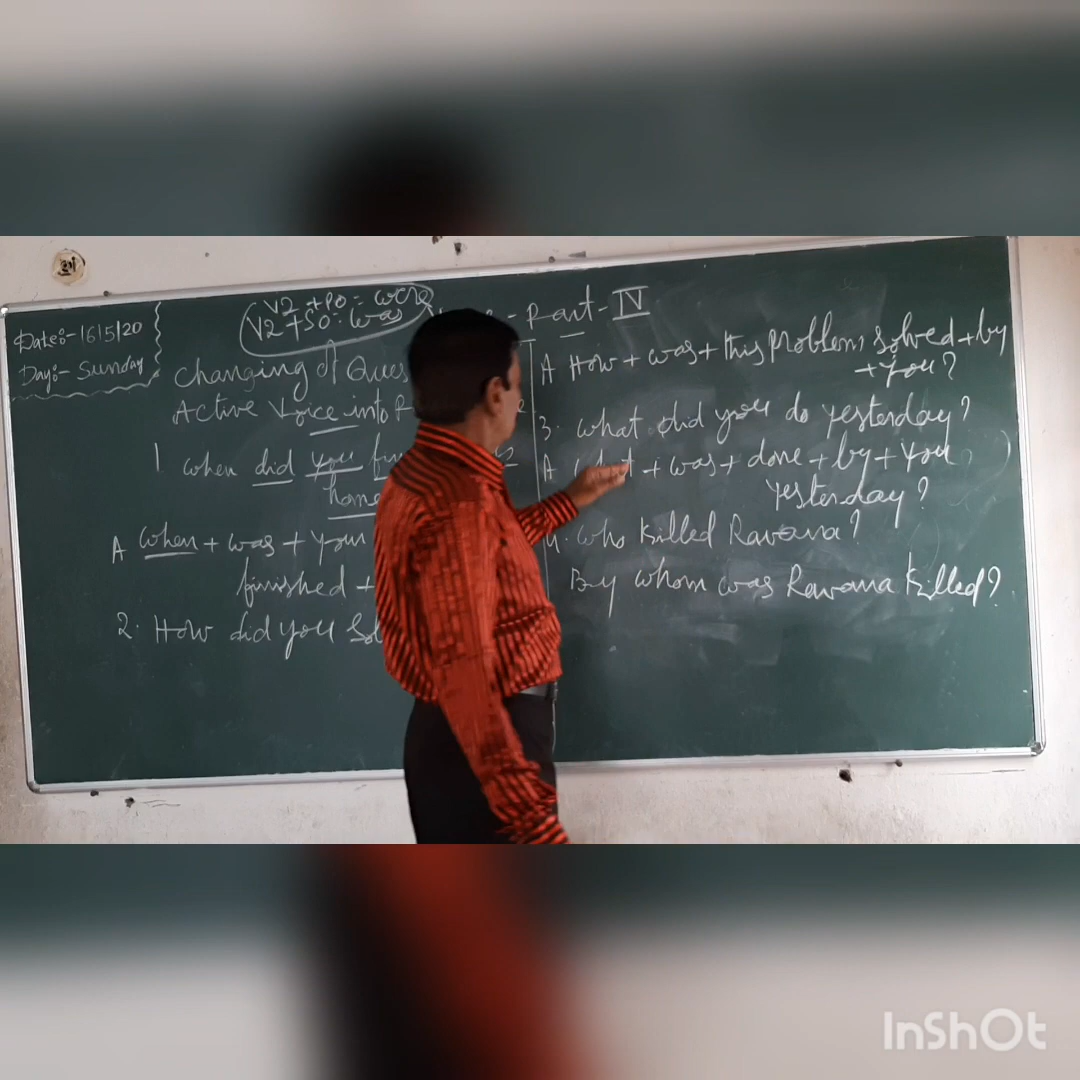 Date:- 16/5/20
Day:- Sunday
V2 + PO = were
V2 + SO = was
Part - IV
Changing of
Active Voice into
1 When did you
home
A When + was + your
finished +
2. How did you
A How + was + this Problem solved + by
+ you?
3. What did you do yesterday?
A + was + done + by + you
yesterday?
4. Who killed Ravana?
By whom was Ravana killed?
InShOt